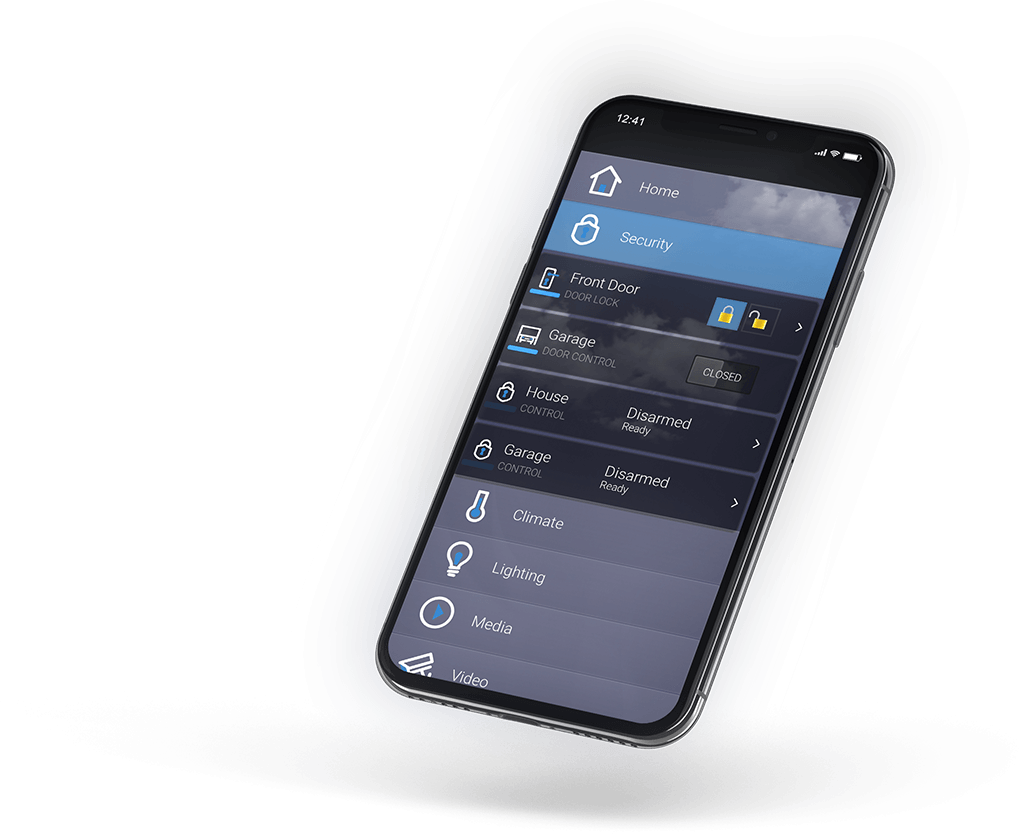 12:41
Home
Security
Front Door
DOOR LOCK
Garage
DOOR CONTROL
CLOSED
House
CONTROL
Disarmed
Ready
Garage
CONTROL
Disarmed
Ready
Climate
Lighting
Media
Video